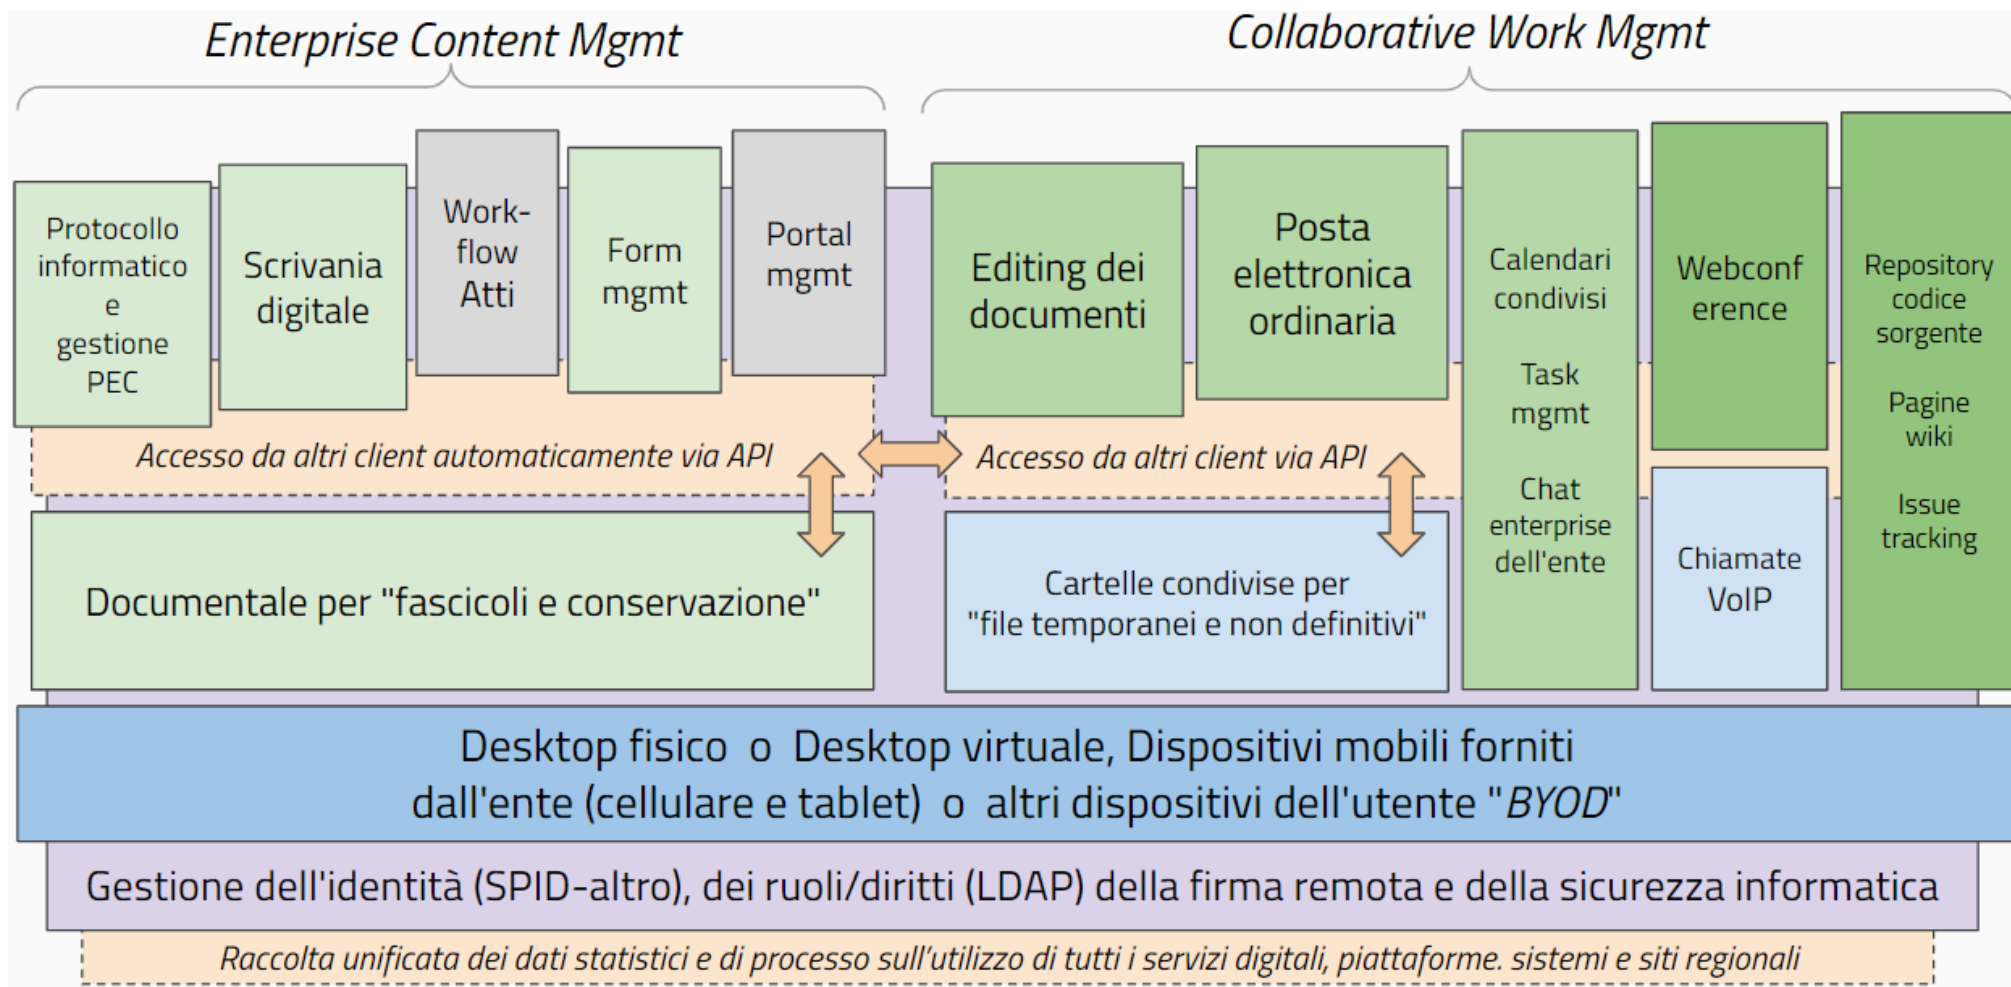 Enterprise Content Mgmt
Collaborative Work Mgmt
Protocollo
informatico
e
gestione
PEC
Scrivania
digitale
Work-
flow
Atti
Form
mgmt
Portal
mgmt
Editing dei
documenti
Posta
elettronica
ordinaria
Calendari
condivisi
Task
mgmt
Chat
enterprise
dell'ente
Webconf
erence
Repository
codice
sorgente
Pagine
wiki
Issue
tracking
Accesso da altri client automaticamente via API
Accesso da altri client via API
Documentale per "fascicoli e conservazione"
Cartelle condivise per
"file temporanei e non definitivi"
Chiamate
VoIP
Desktop fisico o Desktop virtuale, Dispositivi mobili forniti
dall'ente (cellulare e tablet) o altri dispositivi dell'utente "BYOD"
Gestione dell'identità (SPID-altro), dei ruoli/diritti (LDAP) della firma remota e della sicurezza informatica
Raccolta unificata dei dati statistici e di processo sull'utilizzo di tutti i servizi digitali, piattaforme. sistemi e siti regionali